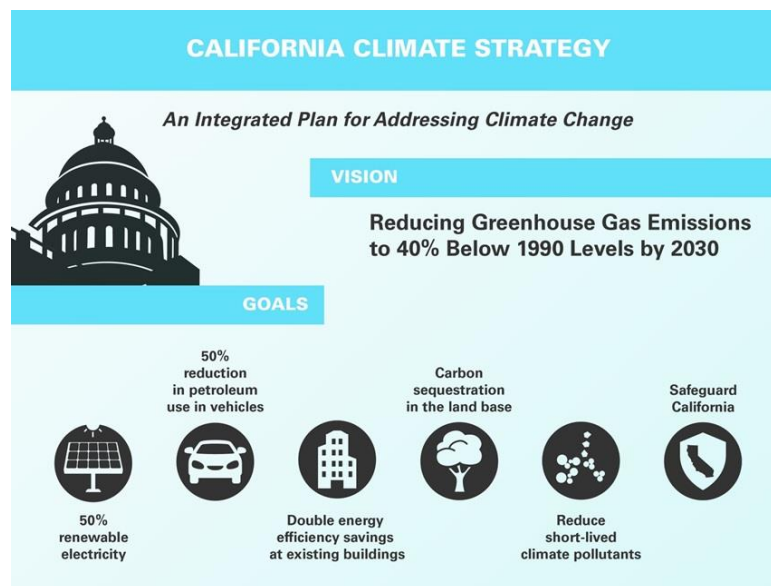 CALIFORNIA CLIMATE STRATEGY
An Integrated Plan for Addressing Climate Change
VISION
Reducing Greenhouse Gas Emissions
to 40% Below 1990 Levels by 2030
GOALS
50%
renewable
electricity
50%
reduction
in petroleum
use in vehicles
Double energy
efficiency savings
at existing buildings
Carbon
sequestration
in the land base
Reduce
short-lived
climate pollutants
Safeguard
California